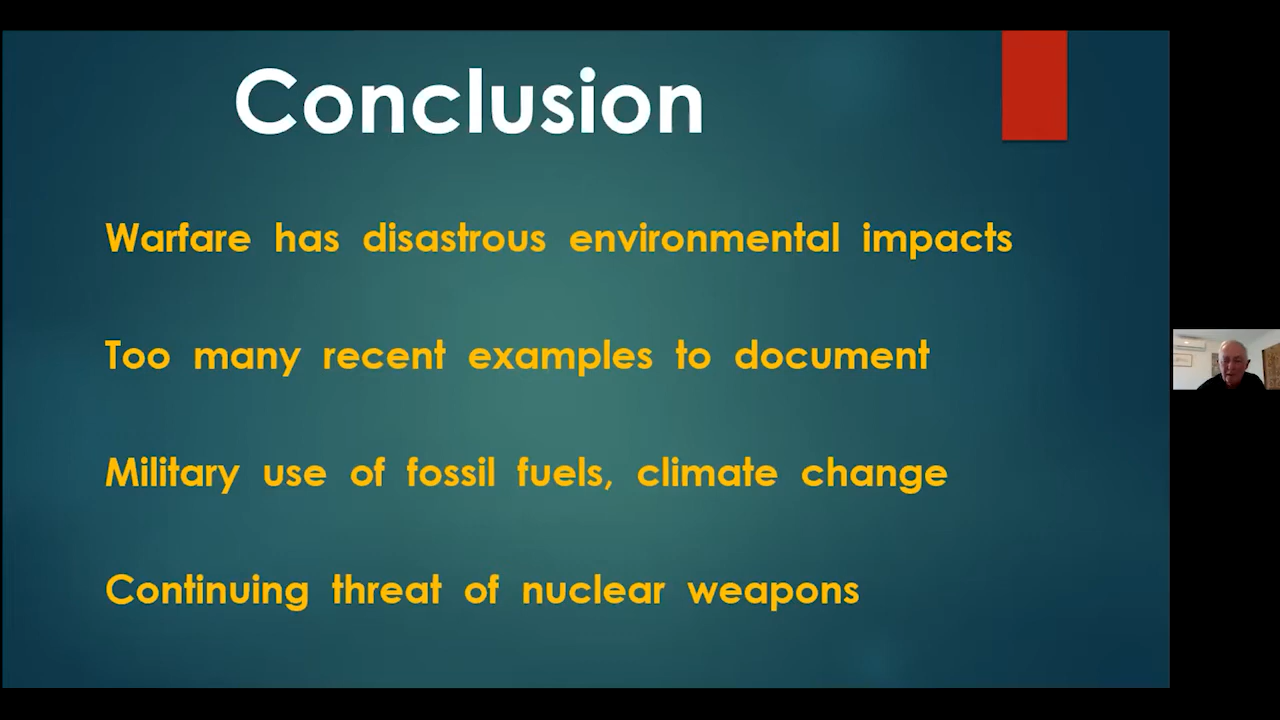 Conclusion
Warfare has disastrous environmental impacts
Too many recent examples to document
Military use of fossil fuels, climate change
Continuing threat of nuclear weapons